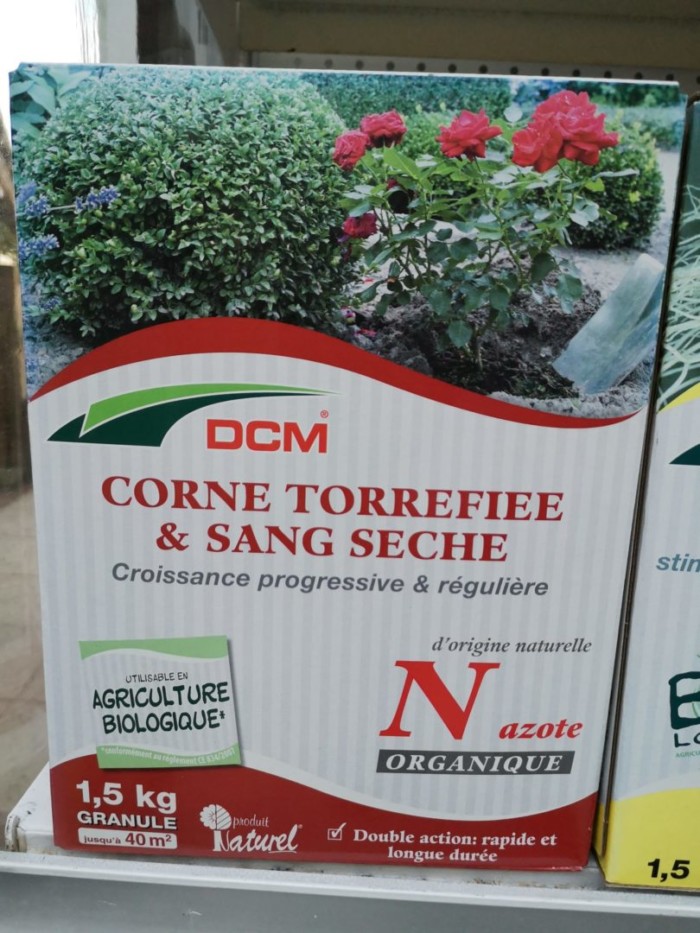 DCM®
CORNE TORREFIEE
& SANG SECHE
Croissance progressive & régulière
d'origine naturelle
N azote
ORGANIQUE
UTILISABLE EN
AGRICULTURE
BIOLOGIQUE*
1,5 kg
GRANULE
jusqu'à 40 m²
produit
Naturel
Double action: rapide et
longue durée
stin
1,5